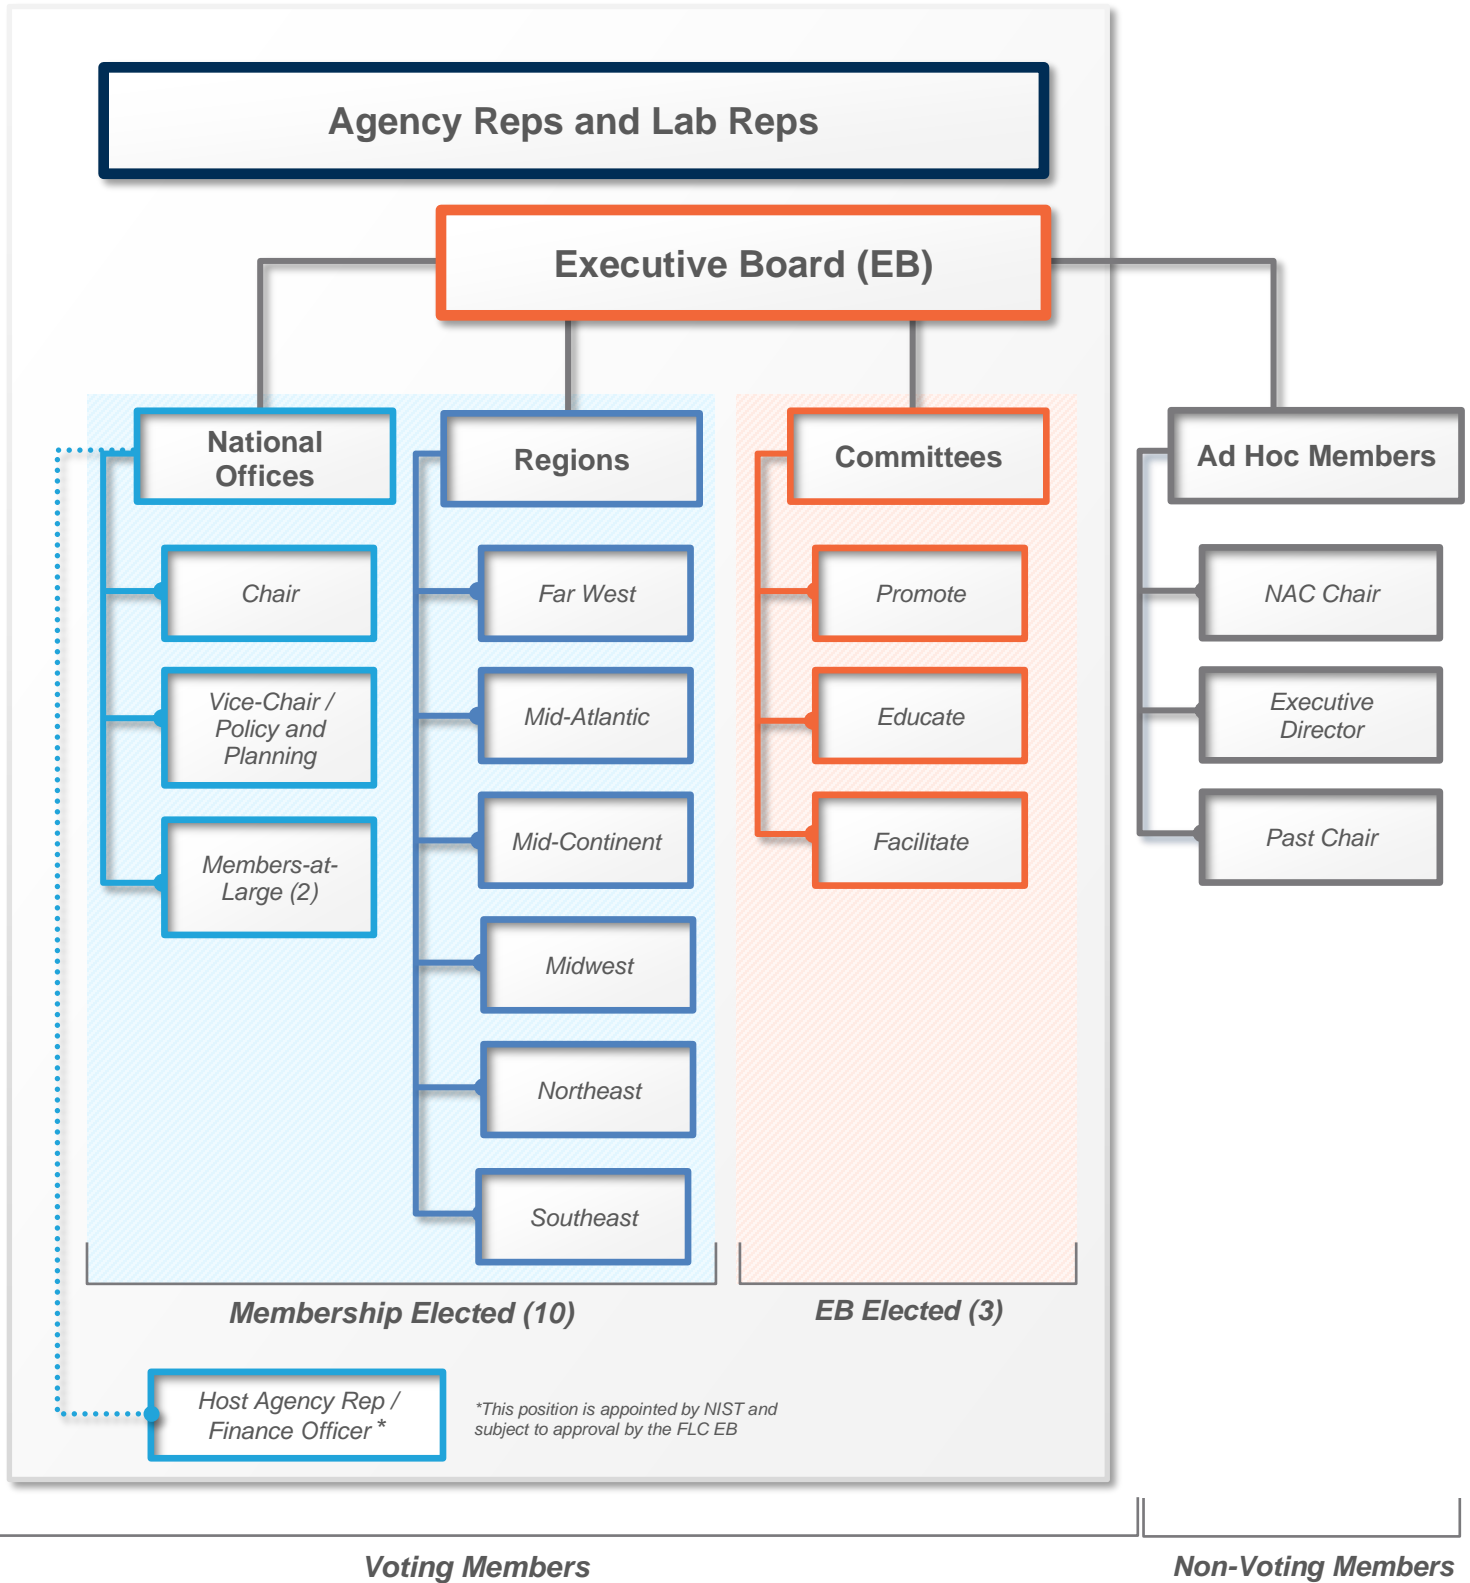 Agency Reps and Lab Reps
Executive Board (EB)
National
Offices
Chair
Vice-Chair /
Policy and
Planning
Members-at-
Large (2)
Regions
Far West
Mid-Atlantic
Mid-Continent
Midwest
Northeast
Southeast
Committees
Promote
Educate
Facilitate
Ad Hoc Members
NAC Chair
Executive
Director
Past Chair
Membership Elected (10)
EB Elected (3)
Host Agency Rep /
Finance Officer *
*This position is appointed by NIST and
subject to approval by the FLC EB
Voting Members
Non-Voting Members